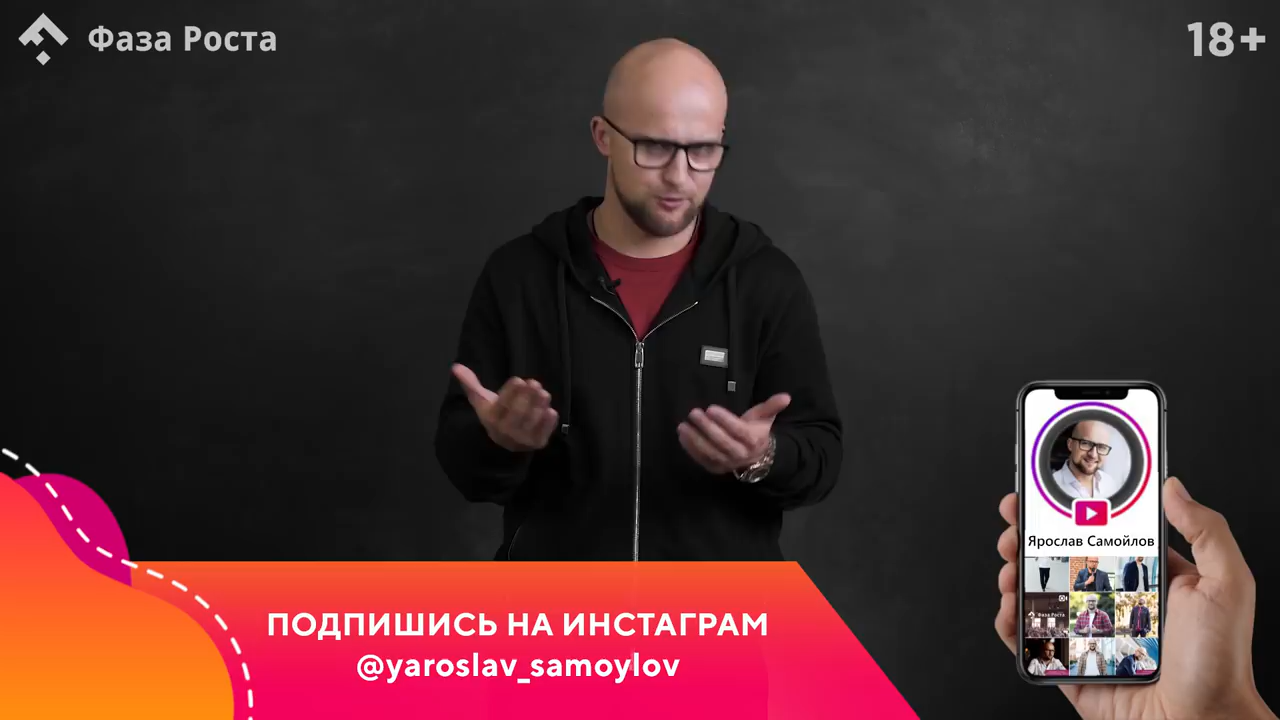 Фаза Роста
18+
Ярослав Самойлов
ПОДПИШИСЬ НА ИНСТАГРАМ
@yaroslav_samoylov